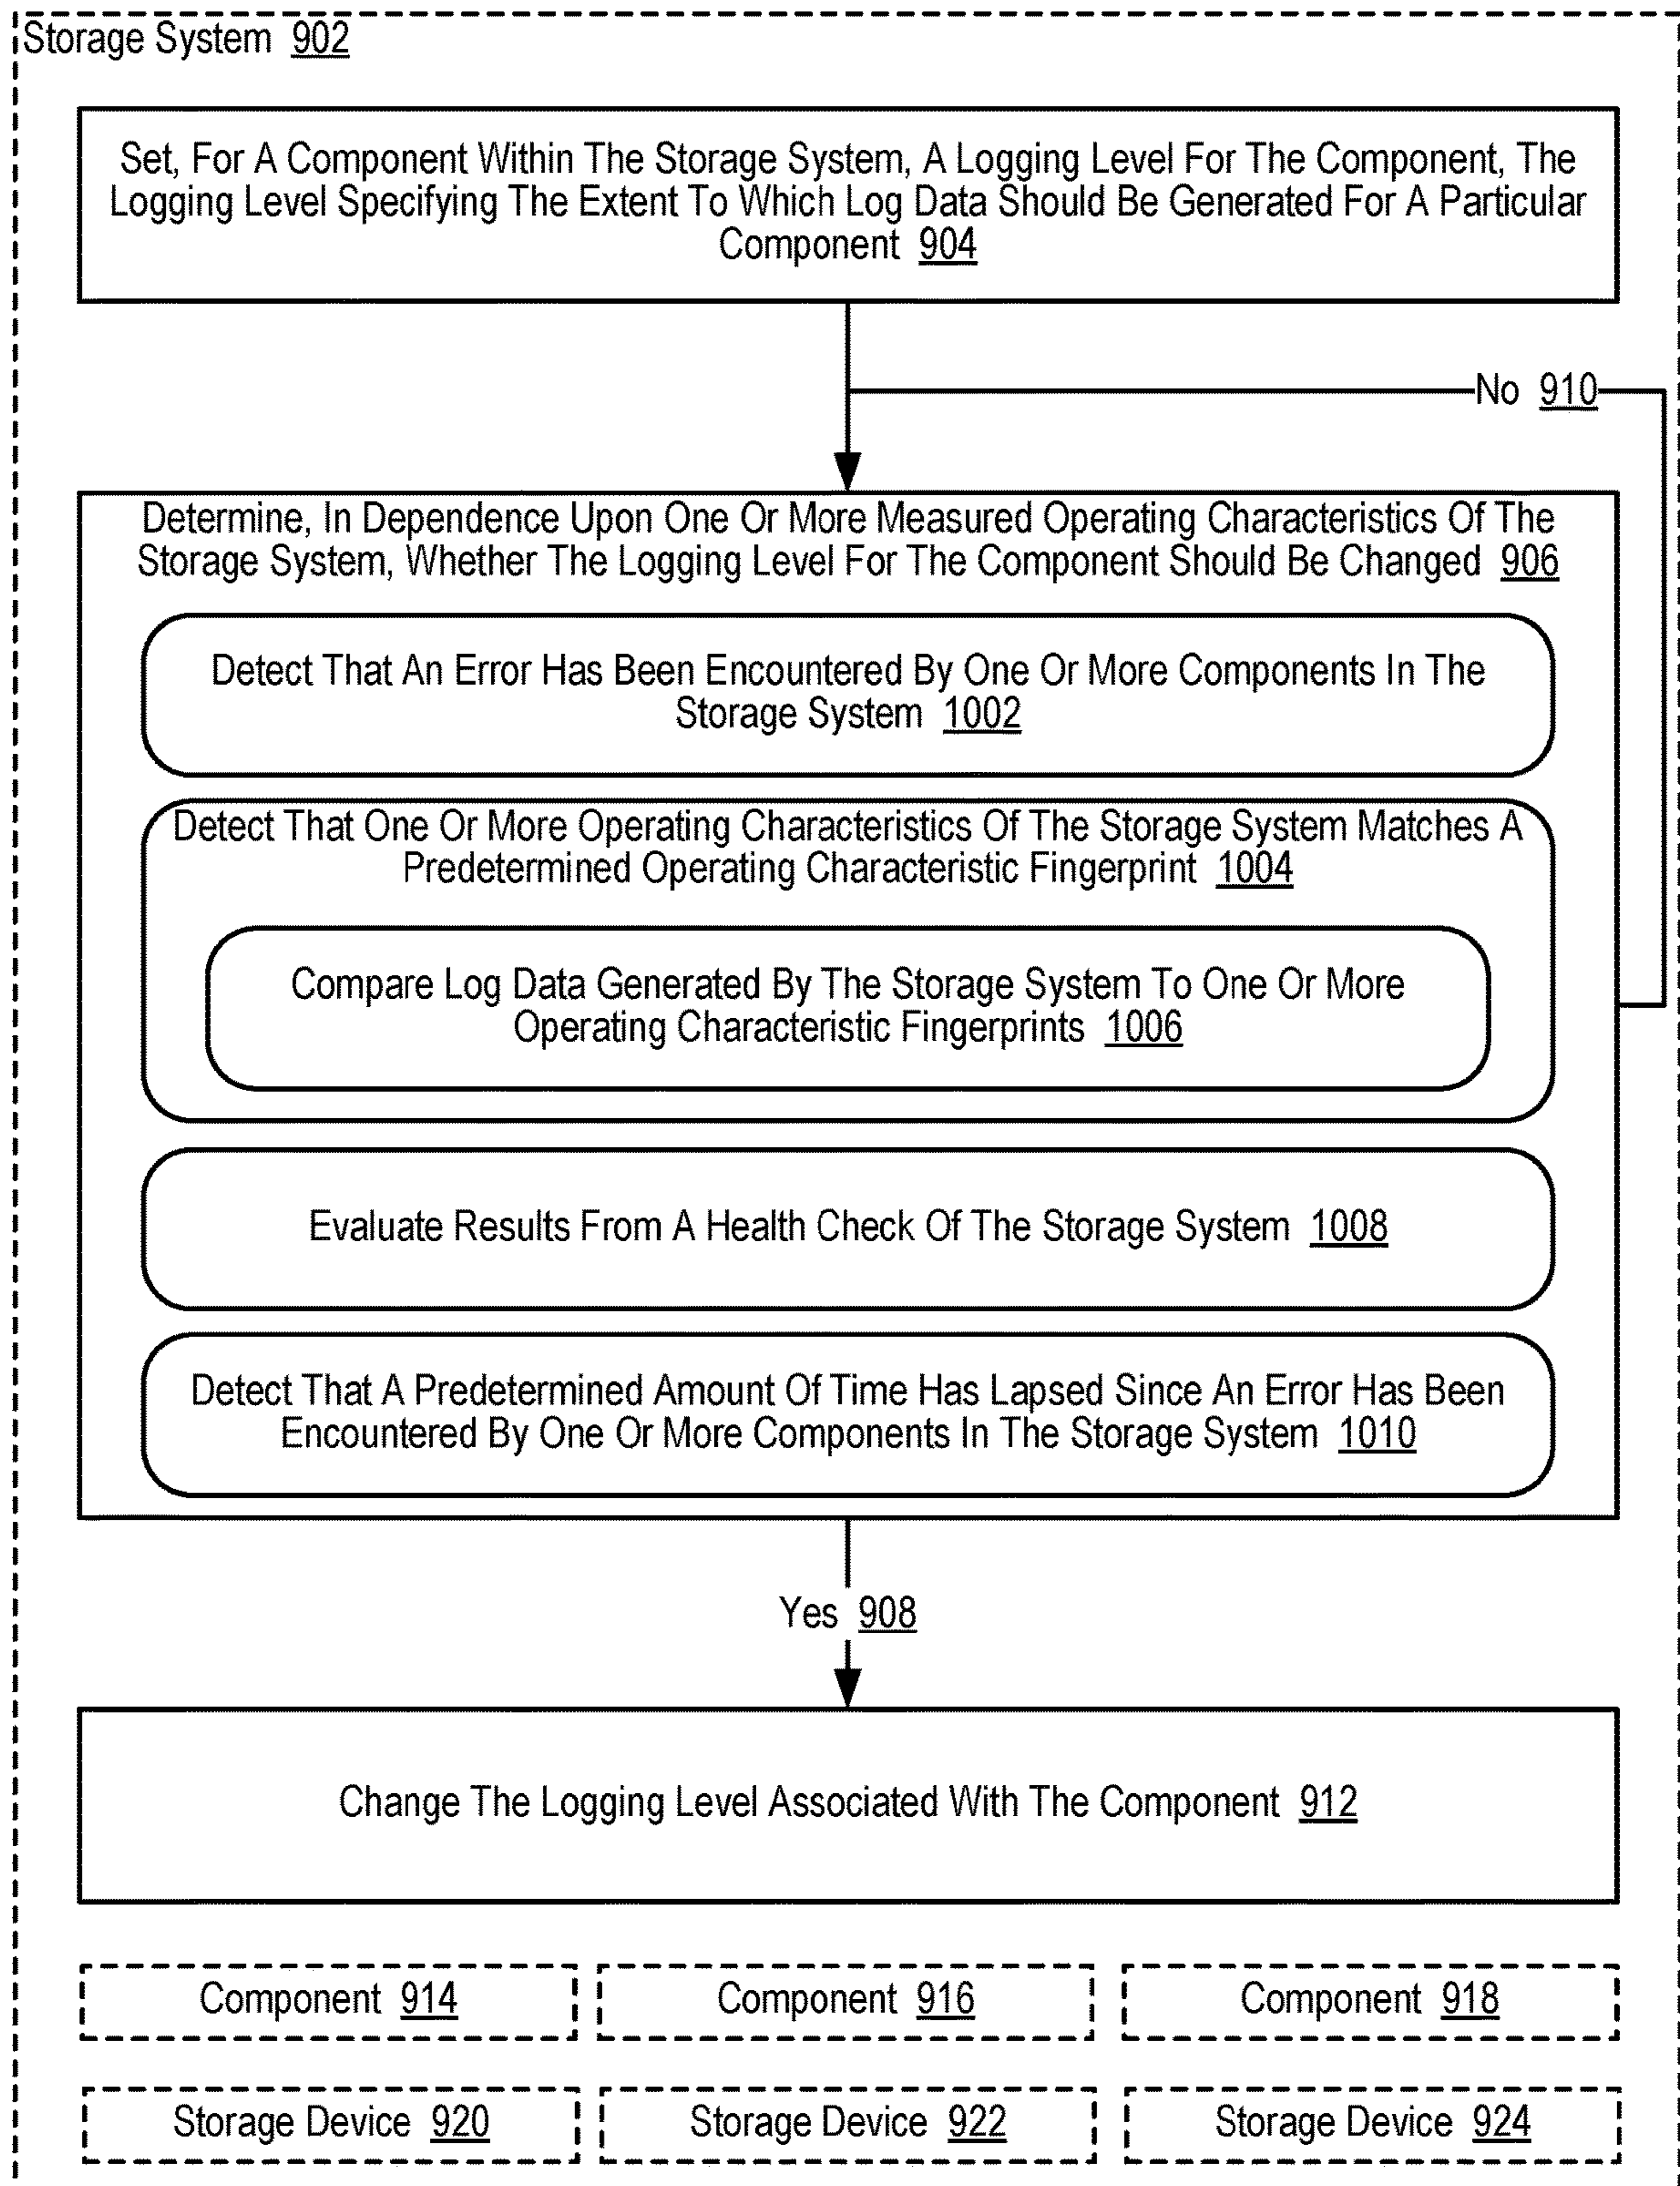 Storage System 902
Set, For A Component Within The Storage System, A Logging Level For The Component, The
Logging Level Specifying The Extent To Which Log Data Should Be Generated For A Particular
Component 904
No 910
Determine, In Dependence Upon One Or More Measured Operating Characteristics Of The
Storage System, Whether The Logging Level For The Component Should Be Changed 906
Detect That An Error Has Been Encountered By One Or More Components In The
Storage System 1002
Detect That One Or More Operating Characteristics Of The Storage System Matches A
Predetermined Operating Characteristic Fingerprint 1004
Compare Log Data Generated By The Storage System To One Or More
Operating Characteristic Fingerprints 1006
Evaluate Results From A Health Check Of The Storage System 1008
Detect That A Predetermined Amount Of Time Has Lapsed Since An Error Has Been
Encountered By One Or More Components In The Storage System 1010
Yes 908
Change The Logging Level Associated With The Component 912
Component 914
Component 916
Component 918
Storage Device 920
Storage Device 922
Storage Device 924